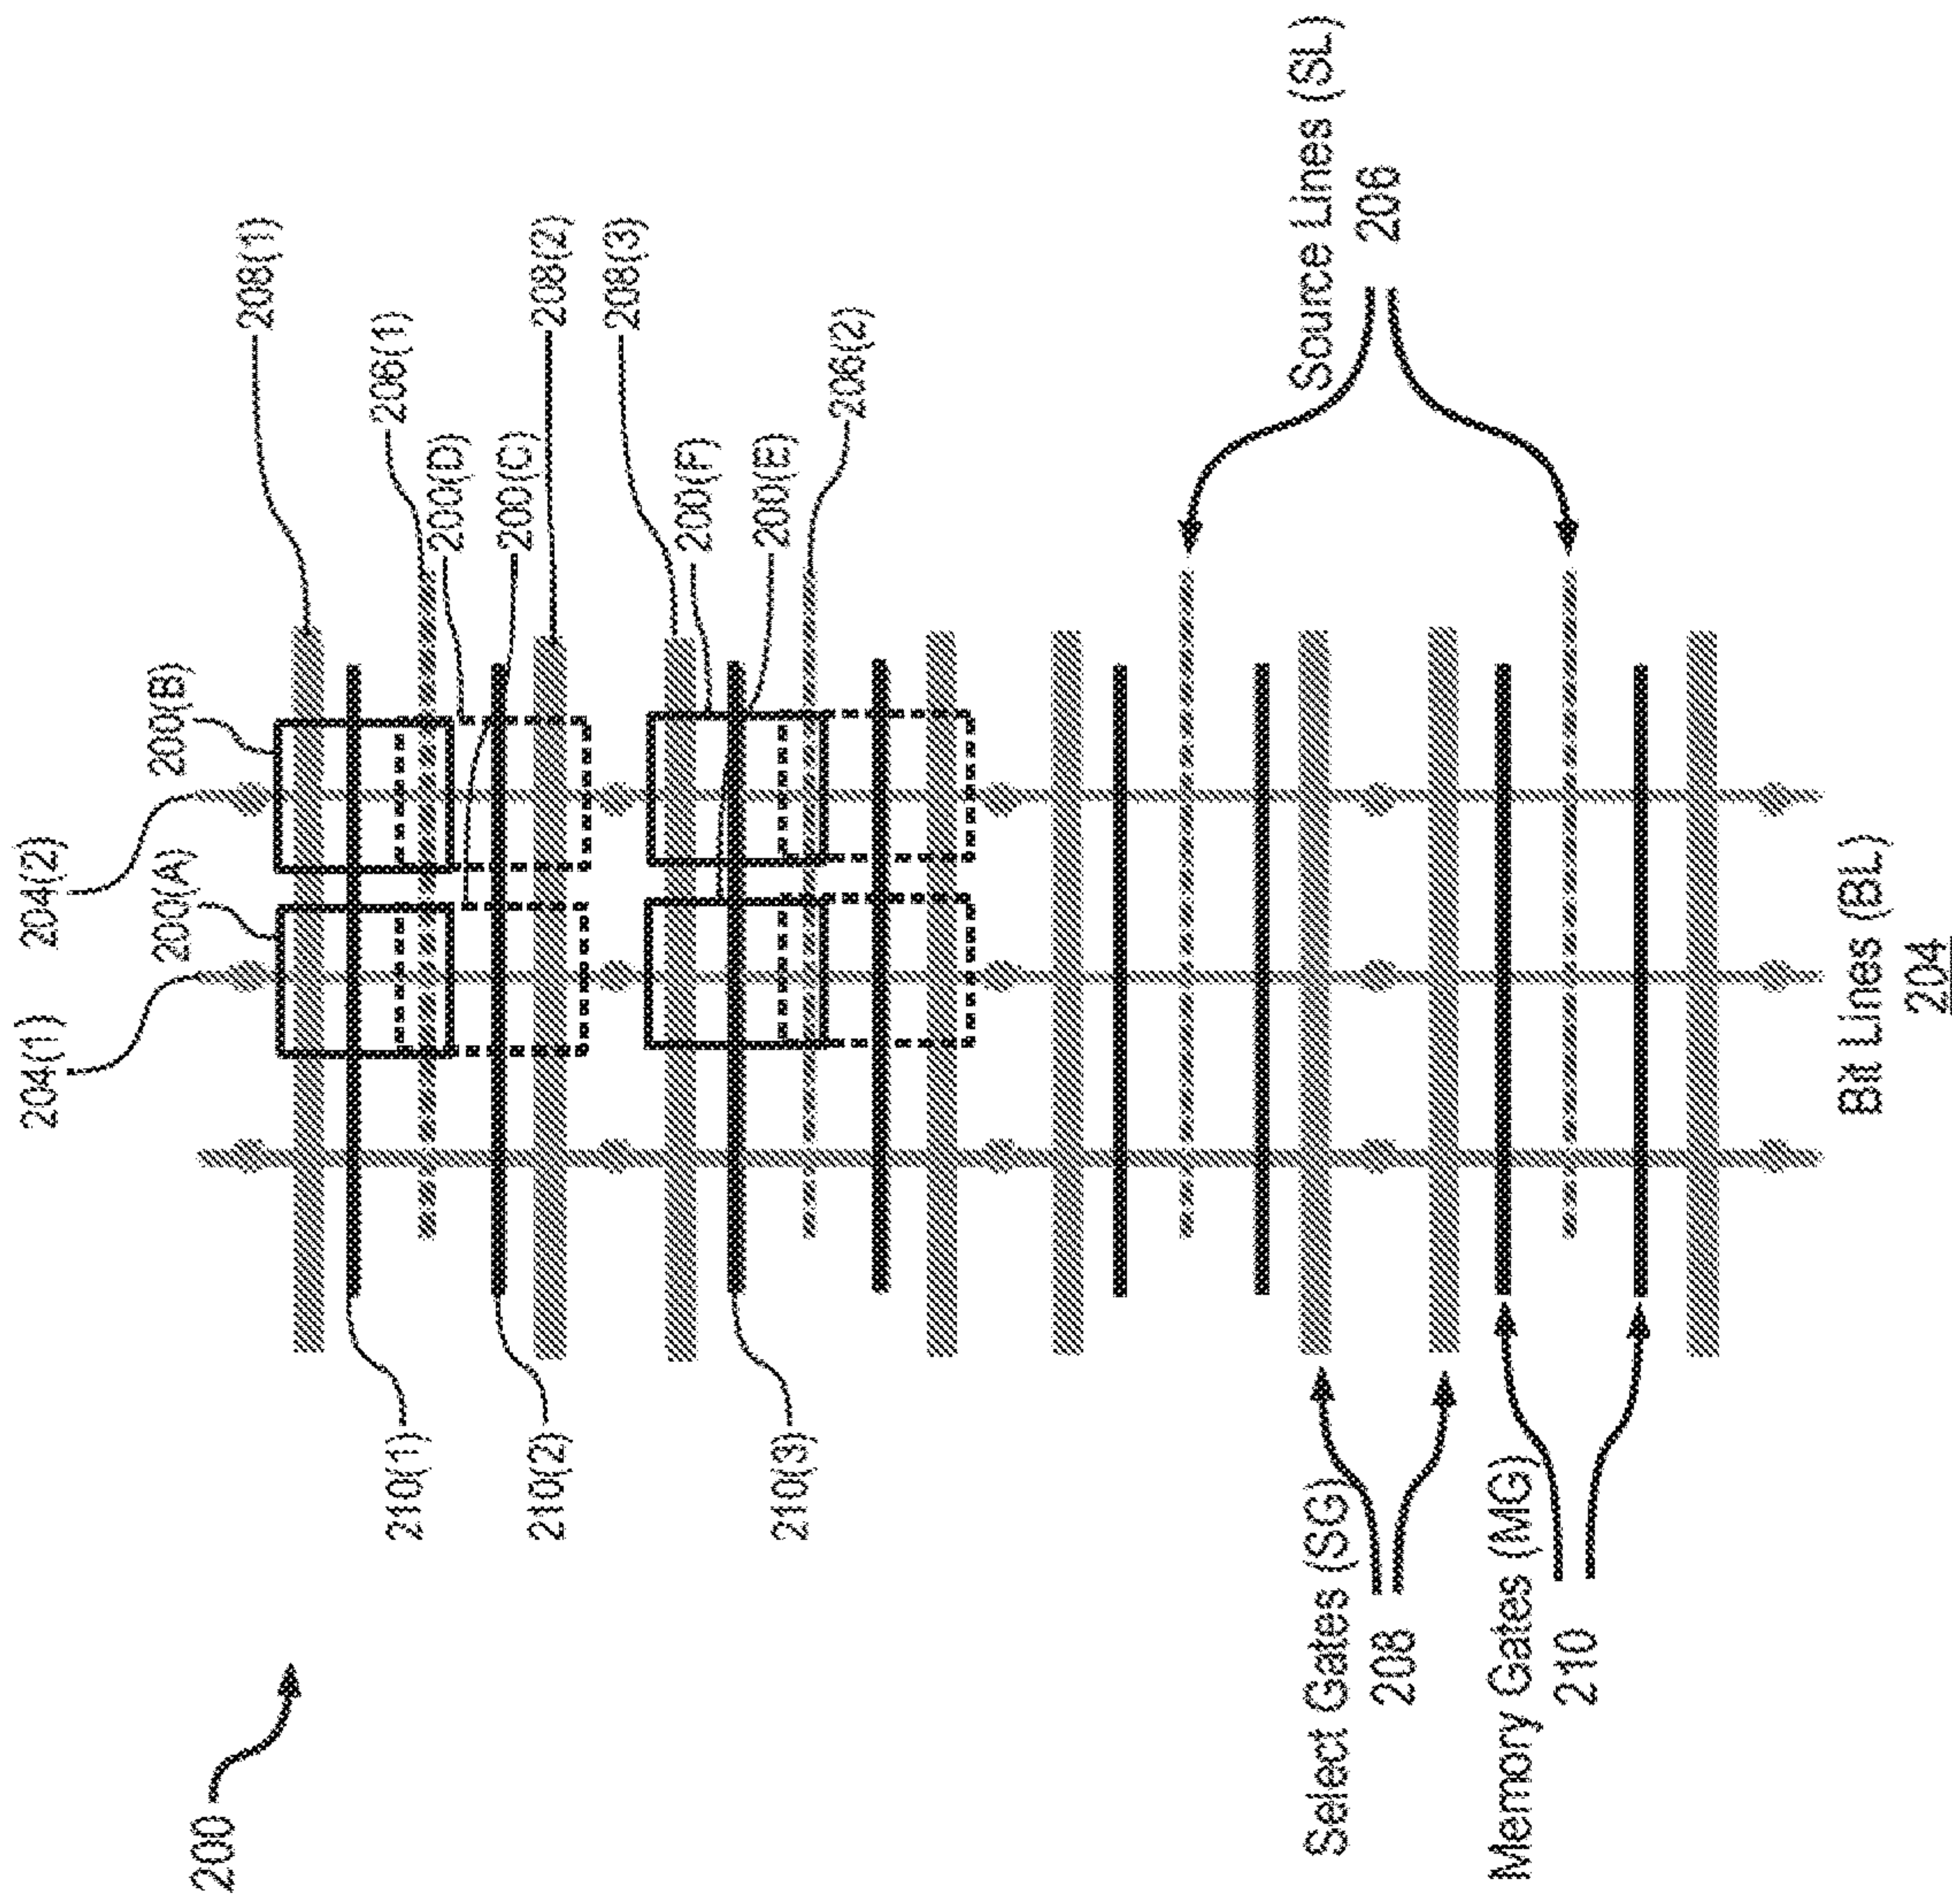 200
204(1)
204(2)
200(A)
200(B)
208(1)
206(1)
200(D)
200(C)
208(2)
208(3)
200(F)
200(E)
206(2)
210(1)
210(2)
210(3)
Source Lines (SL)
206
Select Gates (SG)
208
Memory Gates (MG)
210
Bit Lines (BL)
204